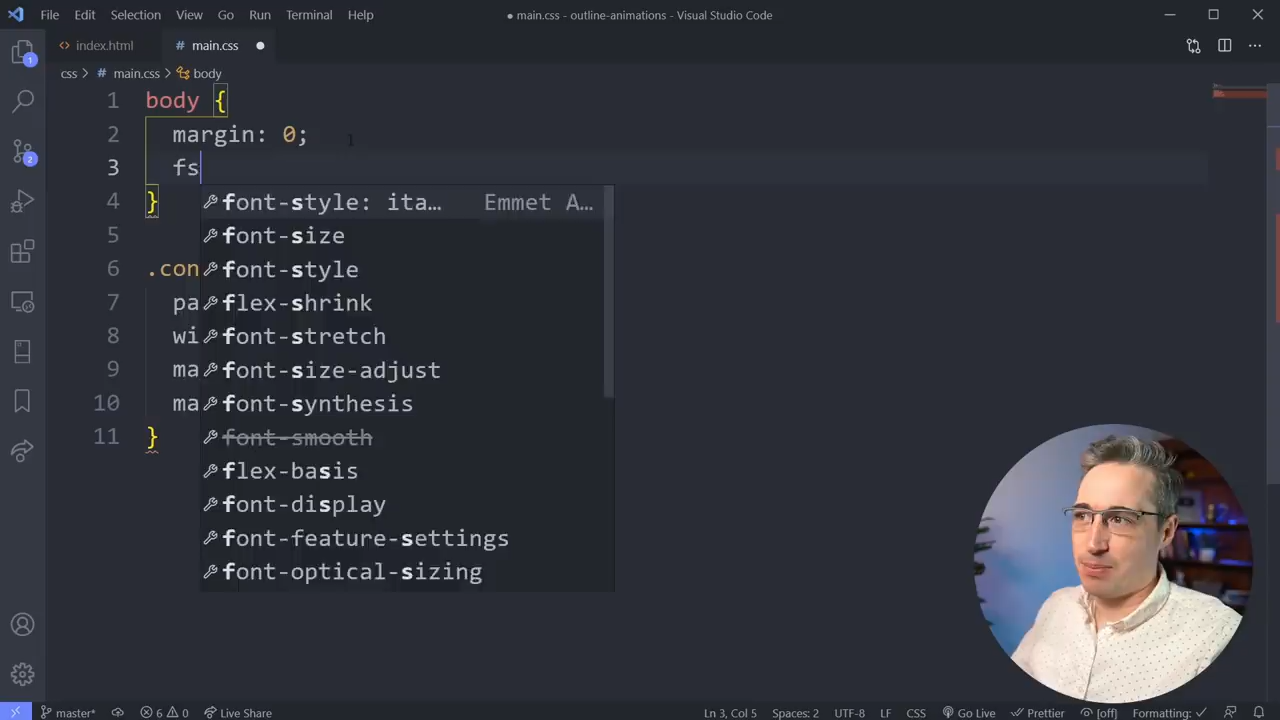 File Edit Selection View Go Run Terminal Help
● main.css - outline-animations - Visual Studio Code
index.html
main.css
css > main.css > body
1 body {
2 margin: 0;
3 fs
4 }
5
6 .con
7 pa
8 wi
9 ma
10 ma
11 }
font-style: ita… Emmet A…
font-size
font-style
flex-shrink
font-stretch
font-size-adjust
font-synthesis
font-smooth
flex-basis
font-display
font-feature-settings
font-optical-sizing
1
2
master* 6 0 Live Share Ln 3, Col 5 Spaces: 2 UTF-8 LF CSS Go Live Prettier [off] Formatting: ✓